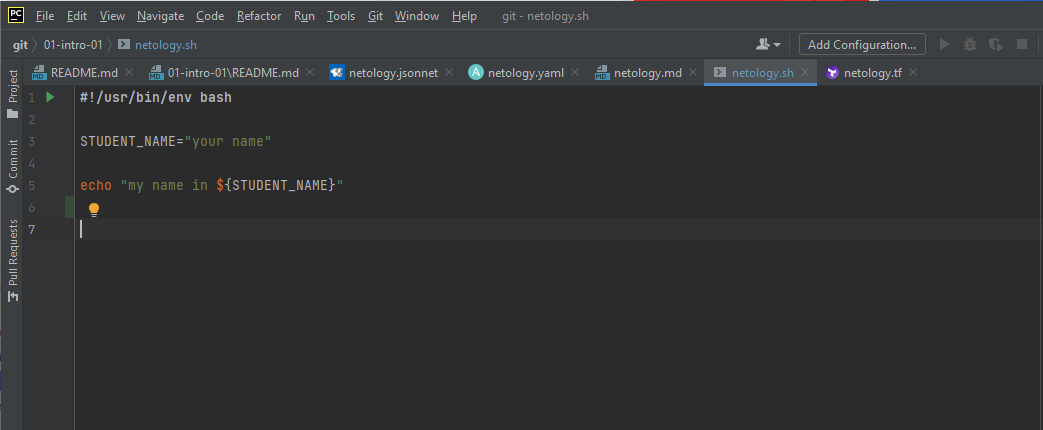 PC File Edit View Navigate Code Refactor Run Tools Git Window Help git - netology.sh
git 01-intro-01 netology.sh Add Configuration...
README.md 01-intro-01\README.md netology.jsonnet netology.yaml netology.md netology.sh netology.tf
Project
Commit
Pull Requests
1 #!/usr/bin/env bash
2
3 STUDENT_NAME="your name"
4
5 echo "my name in ${STUDENT_NAME}"
6
7